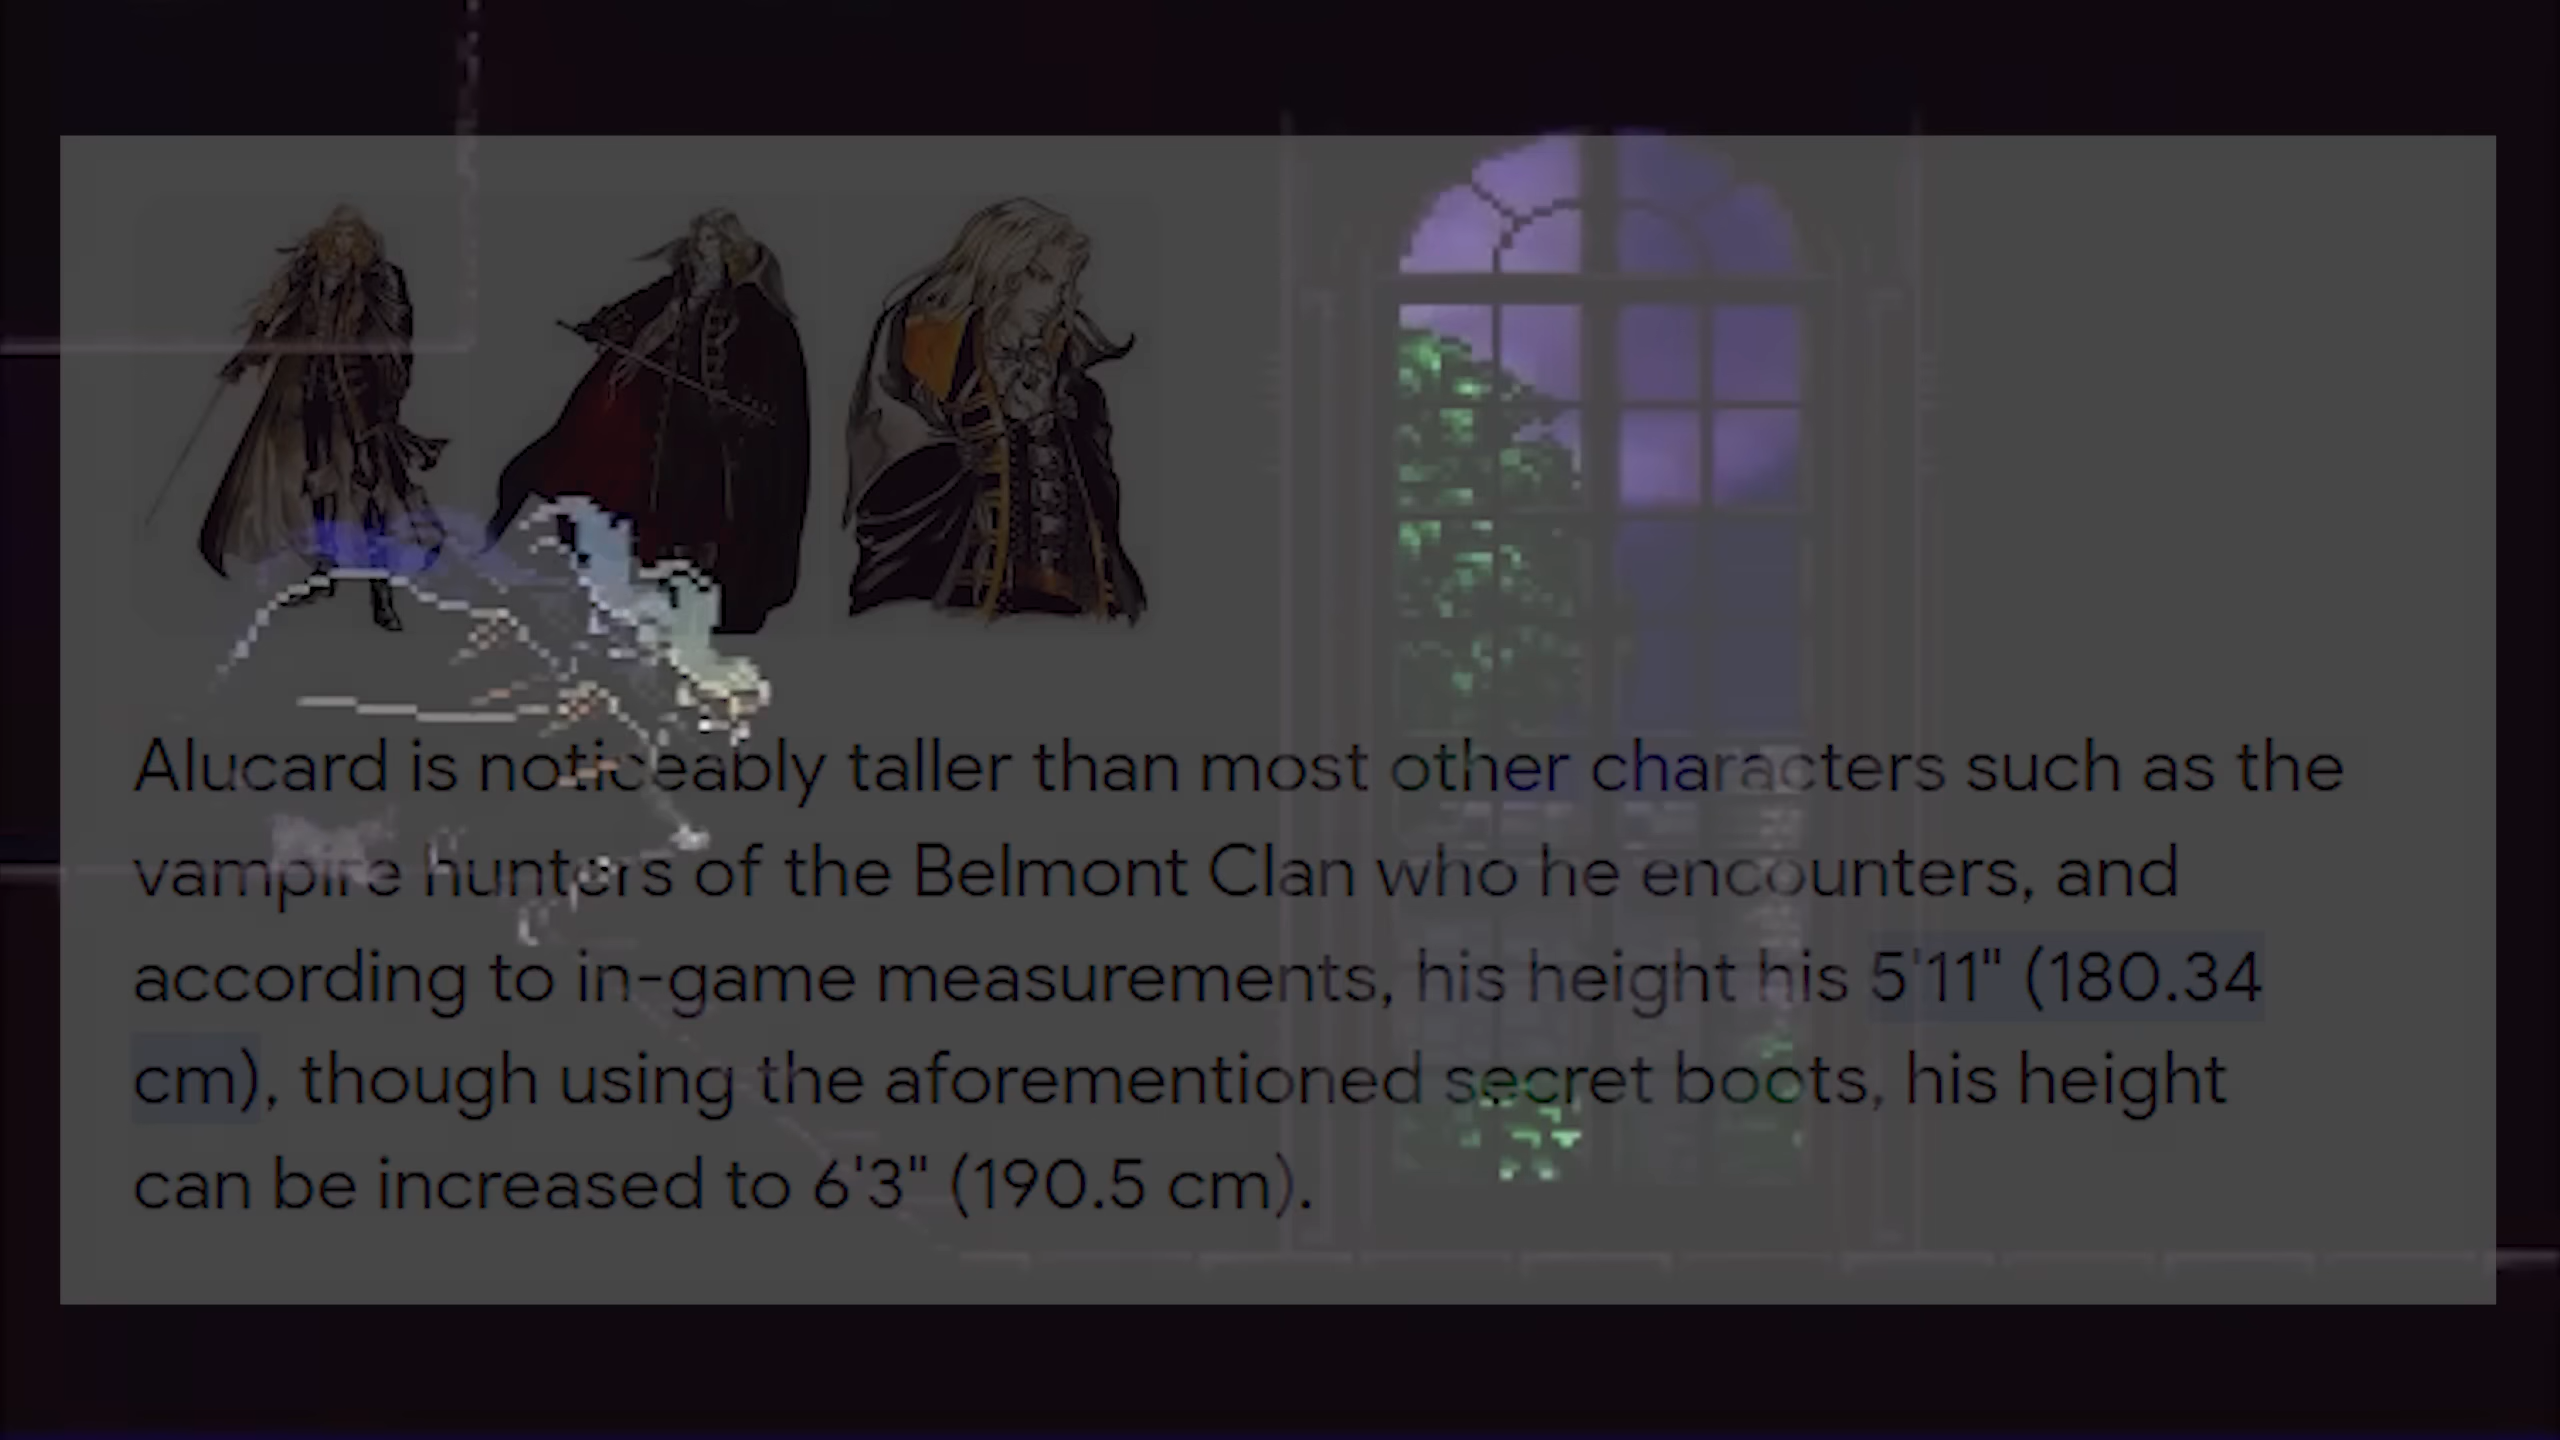 Alucard is noticeably taller than most other characters such as the
vampire hunters of the Belmont Clan who he encounters, and
according to in-game measurements, his height his 5'11" (180.34
cm), though using the aforementioned secret boots, his height
can be increased to 6'3" (190.5 cm).